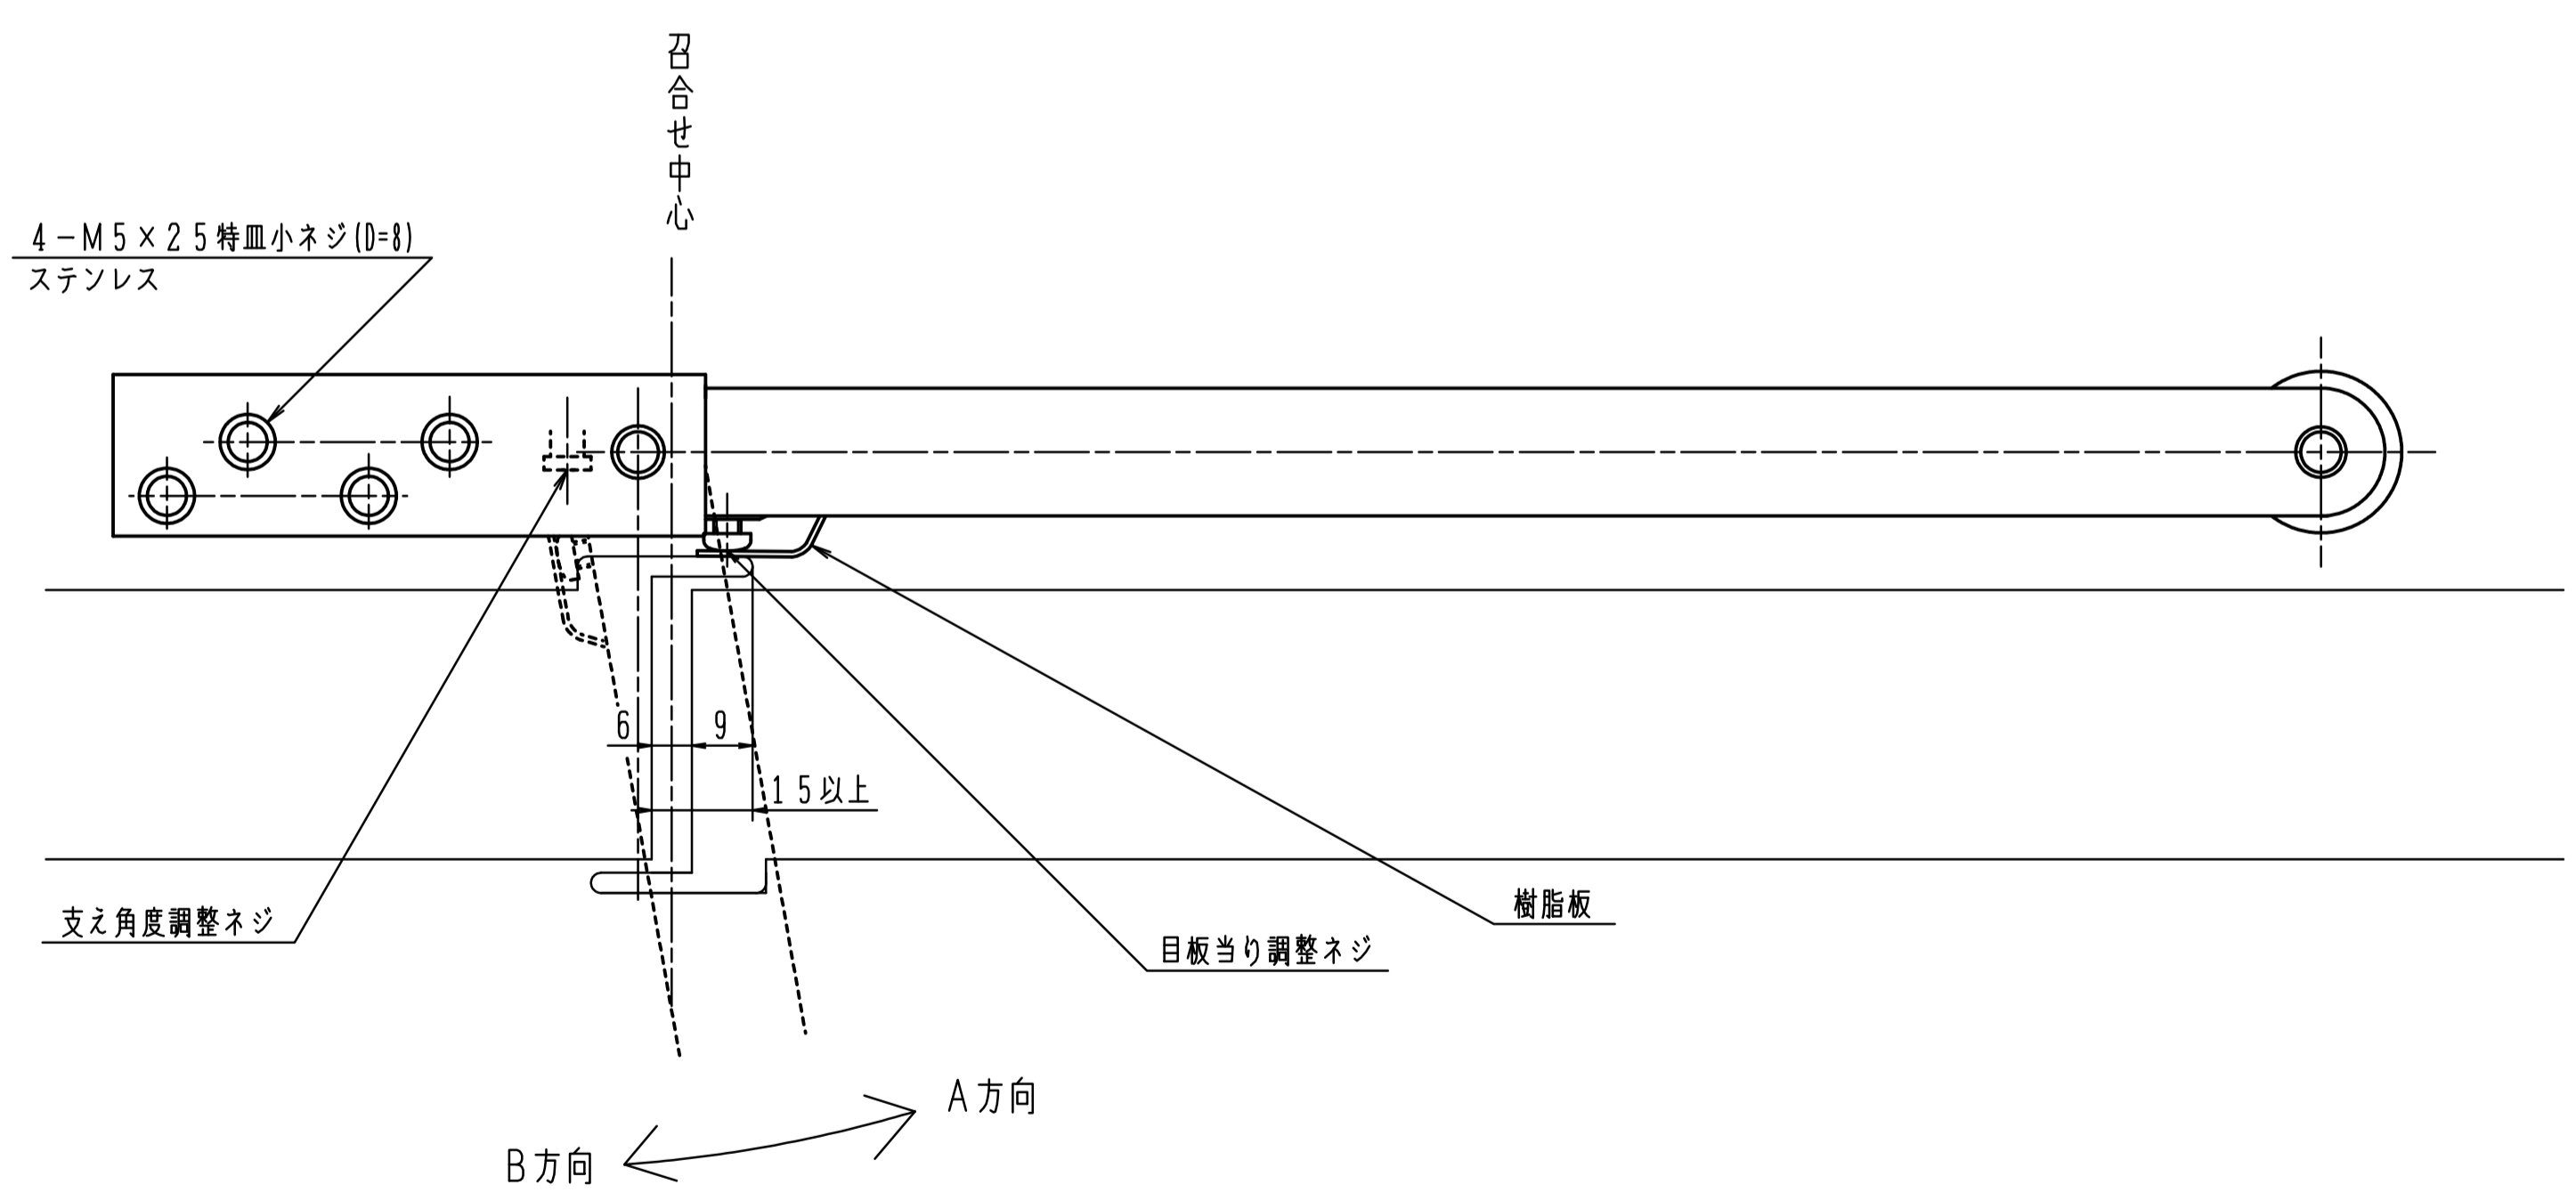 召合せ中心
4-M5×25特皿小ネジ(D=8)
ステンレス
6
9
15以上
支え角度調整ネジ
樹脂板
目板当り調整ネジ
A方向
B方向